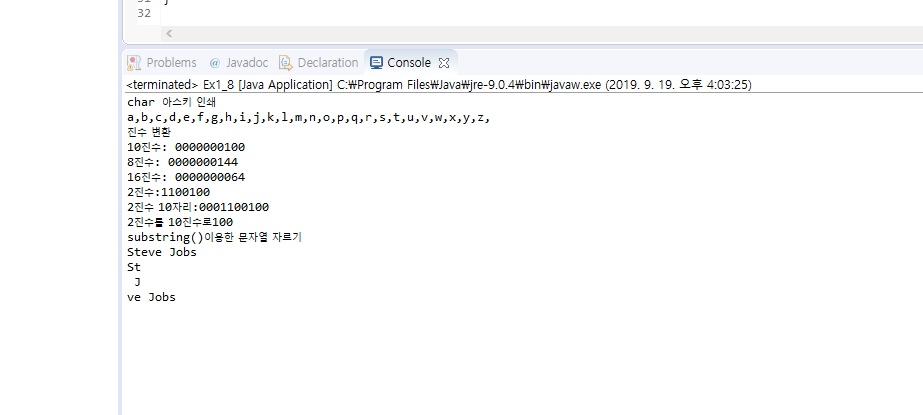 32
Problems @ Javadoc Declaration Console
<terminated> Ex1_8 [Java Application] C:₩Program Files₩Java₩jre-9.0.4₩bin₩javaw.exe (2019. 9. 19. 오후 4:03:25)
char 아스키 인쇄
a,b,c,d,e,f,g,h,i,j,k,l,m,n,o,p,q,r,s,t,u,v,w,x,y,z,
진수 변환
10진수: 0000000100
8진수: 0000000144
16진수: 0000000064
2진수:1100100
2진수 10자리:0001100100
2진수를 10진수로100
substring()이용한 문자열 자르기
Steve Jobs
St
 J
ve Jobs